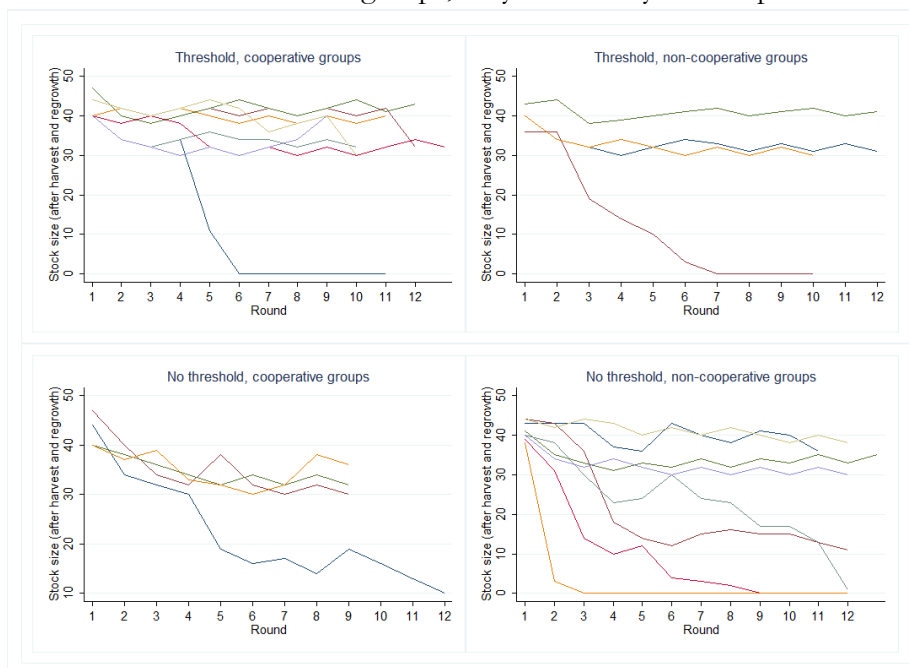 groups,
Threshold, cooperative groups
Stock size (after harvest and regrowth)
50
40
30
20
10
0
1 2 3 4 5 6 7 8 9 10 11 12
Round
Threshold, non-cooperative groups
Stock size (after harvest and regrowth)
50
40
30
20
10
0
1 2 3 4 5 6 7 8 9 10 11 12
Round
No threshold, cooperative groups
Stock size (after harvest and regrowth)
50
40
30
20
10
1 2 3 4 5 6 7 8 9 10 11 12
Round
No threshold, non-cooperative groups
Stock size (after harvest and regrowth)
50
40
30
20
10
0
1 2 3 4 5 6 7 8 9 10 11 12
Round